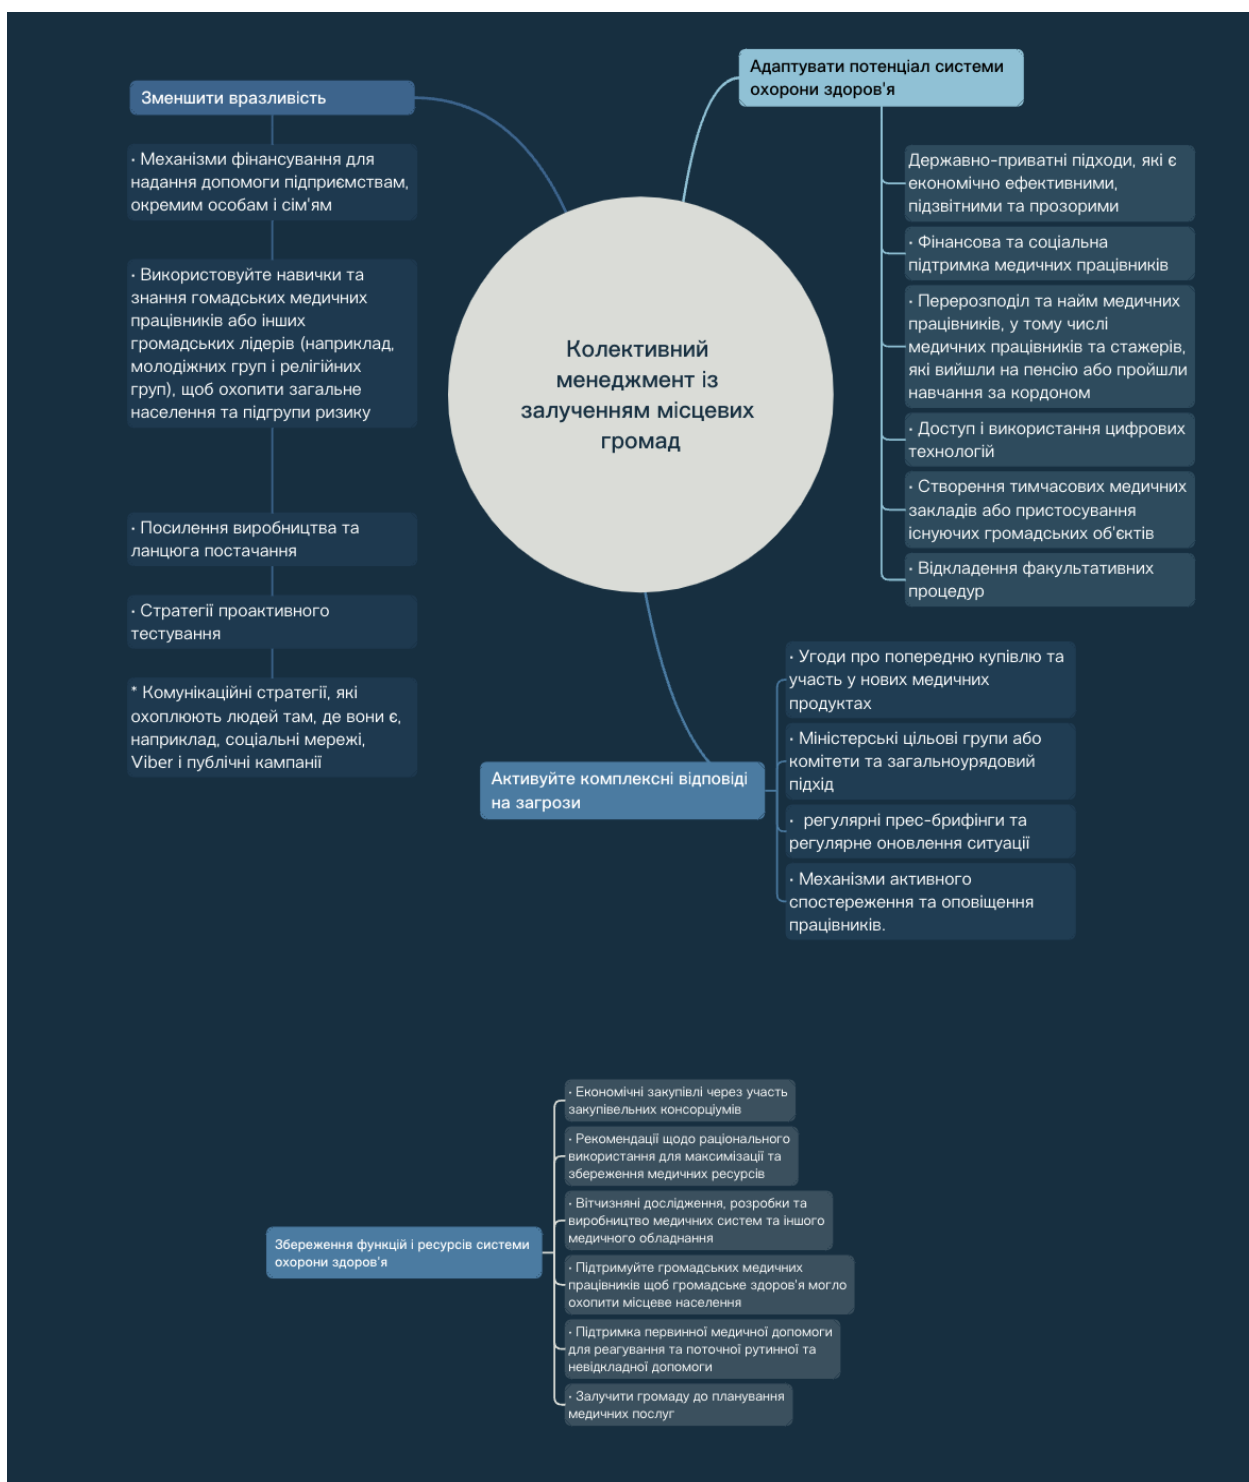 Зменшити вразливість
· Механізми фінансування для
надання допомоги підприємствам,
окремим особам і сім'ям
· Використовуйте навички та
знання гомадських медичних
працівників або інших
громадських лідерів (наприклад,
молодіжних груп і релігійних
груп), щоб охопити загальне
населення та підгрупи ризику
· Посилення виробництва та
ланцюга постачання
· Стратегії проактивного
тестування
* Комунікаційні стратегії, які
охоплюють людей там, де вони є,
наприклад, соціальні мережі,
Viber і публічні кампанії
Колективний
менеджмент із
залученням місцевих
громад
Адаптувати потенціал системи
охорони здоров'я
Державно-приватні підходи, які є
економічно ефективними,
підзвітними та прозорими
· Фінансова та соціальна
підтримка медичних працівників
· Перерозподіл та найм медичних
працівників, у тому числі
медичних працівників та стажерів,
які вийшли на пенсію або пройшли
навчання за кордоном
· Доступ і використання цифрових
технологій
· Створення тимчасових медичних
закладів або пристосування
існуючих громадських об'єктів
· Відкладення факультативних
процедур
Активуйте комплексні відповіді
на загрози
· Угоди про попередню купівлю та
участь у нових медичних
продуктах
· Міністерські цільові групи або
комітети та загальноурядовий
підхід
· регулярні прес-брифінги та
регулярне оновлення ситуації
· Механізми активного
спостереження та оповіщення
працівників.
Збереження функцій і ресурсів системи
охорони здоров'я
· Економічні закупівлі через участь
закупівельних консорціумів
· Рекомендації щодо раціонального
використання для максимізації та
збереження медичних ресурсів
· Вітчизняні дослідження, розробки та
виробництво медичних систем та іншого
медичного обладнання
· Підтримуйте громадських медичних
працівників щоб громадське здоров'я могло
охопити місцеве населення
· Підтримка первинної медичної допомоги
для реагування та поточної рутинної та
невідкладної допомоги
· Залучити громаду до планування
медичних послуг